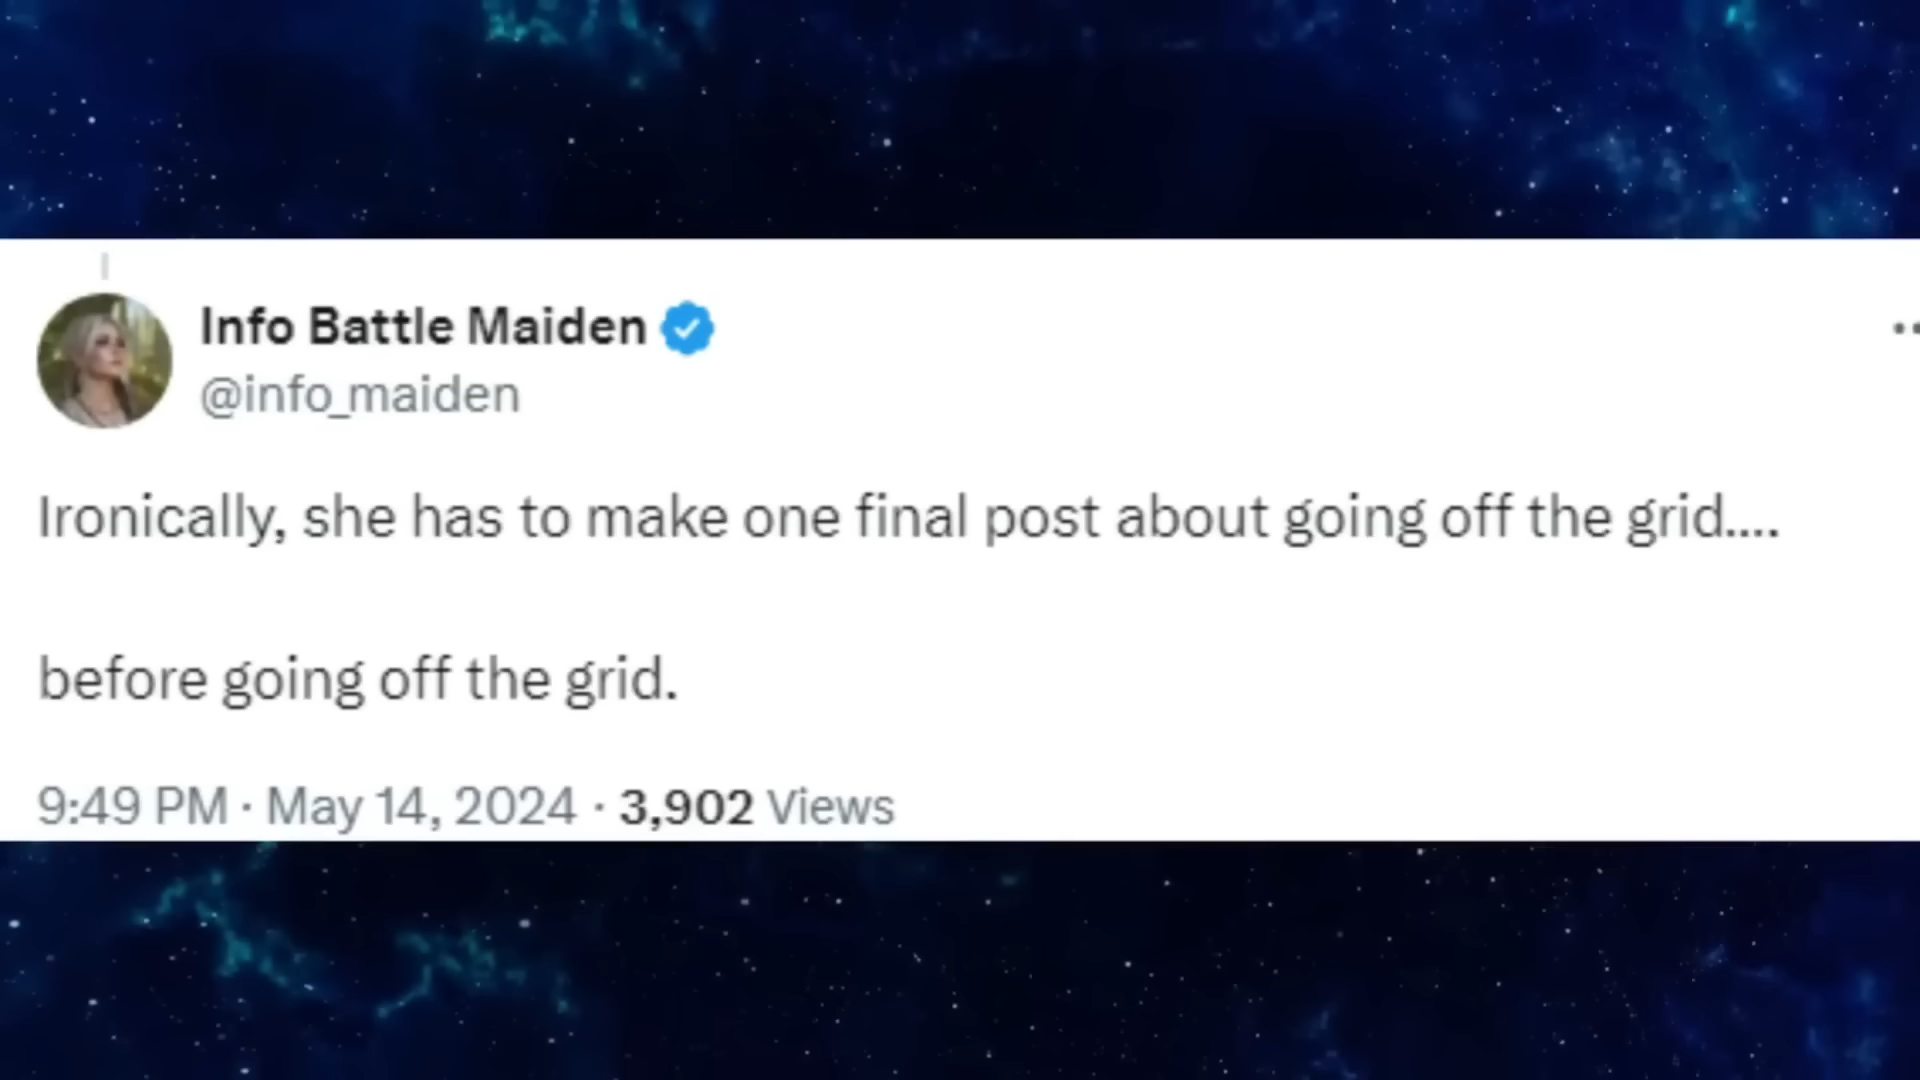 Info Battle Maiden
@info_maiden
Ironically, she has to make one final post about going off the grid....
before going off the grid.
9:49 PM · May 14, 2024 · 3,902 Views